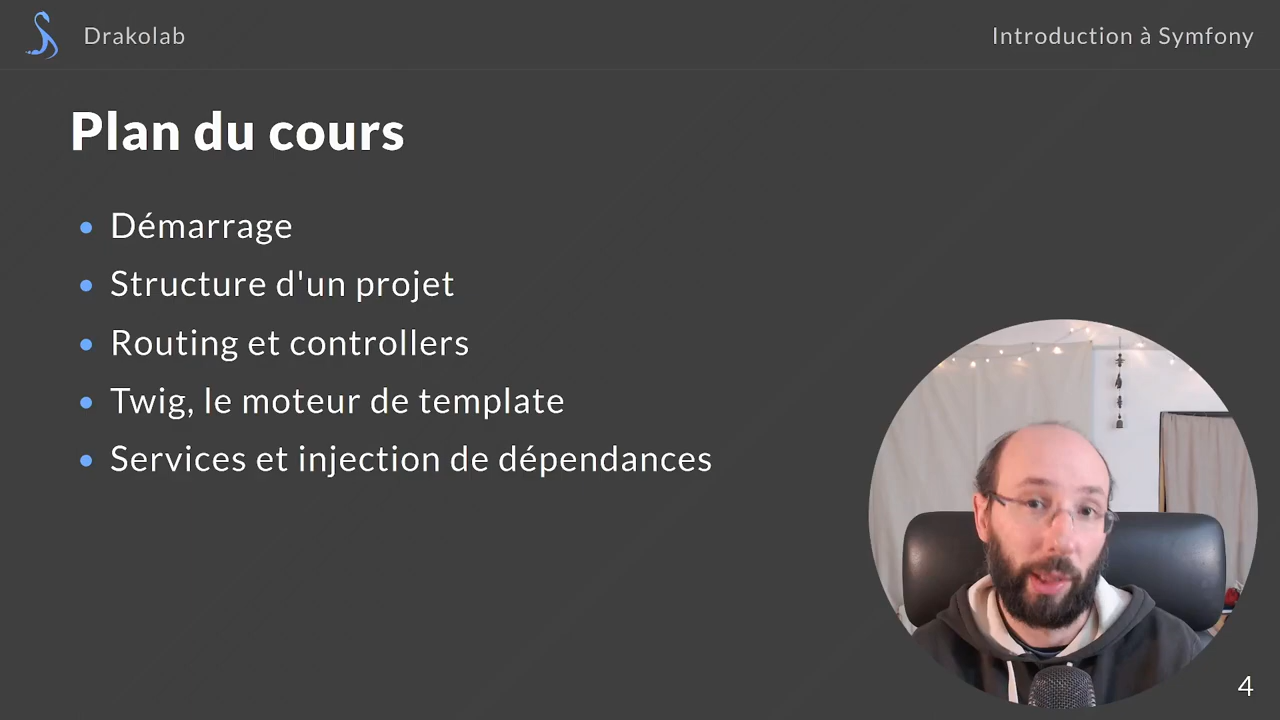 Drakolab
Introduction à Symfony
Plan du cours
Démarrage
Structure d'un projet
Routing et controllers
Twig, le moteur de template
Services et injection de dépendances
4